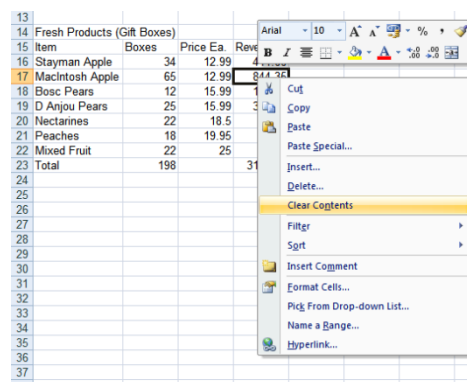 13
14 Fresh Products (Gift Boxes)
15 Item Boxes Price Ea.
16 Stayman Apple 34 12.99
17 MacIntosh Apple 65 12.99 844.35
18 Bosc Pears 12 15.99
19 D Anjou Pears 25 15.99
20 Nectarines 22 18.5
21 Peaches 18 19.95
22 Mixed Fruit 22 25
23 Total 198
24
25
26
27
28
29
30
31
32
33
34
35
36
37
Arial 10 A A % ,
B I A .00 .0
Cut
Copy
Paste
Paste Special...
Insert...
Delete...
Clear Contents
Filter
Sort
Insert Comment
Format Cells...
Pick From Drop-down List...
Name a Range...
Hyperlink...